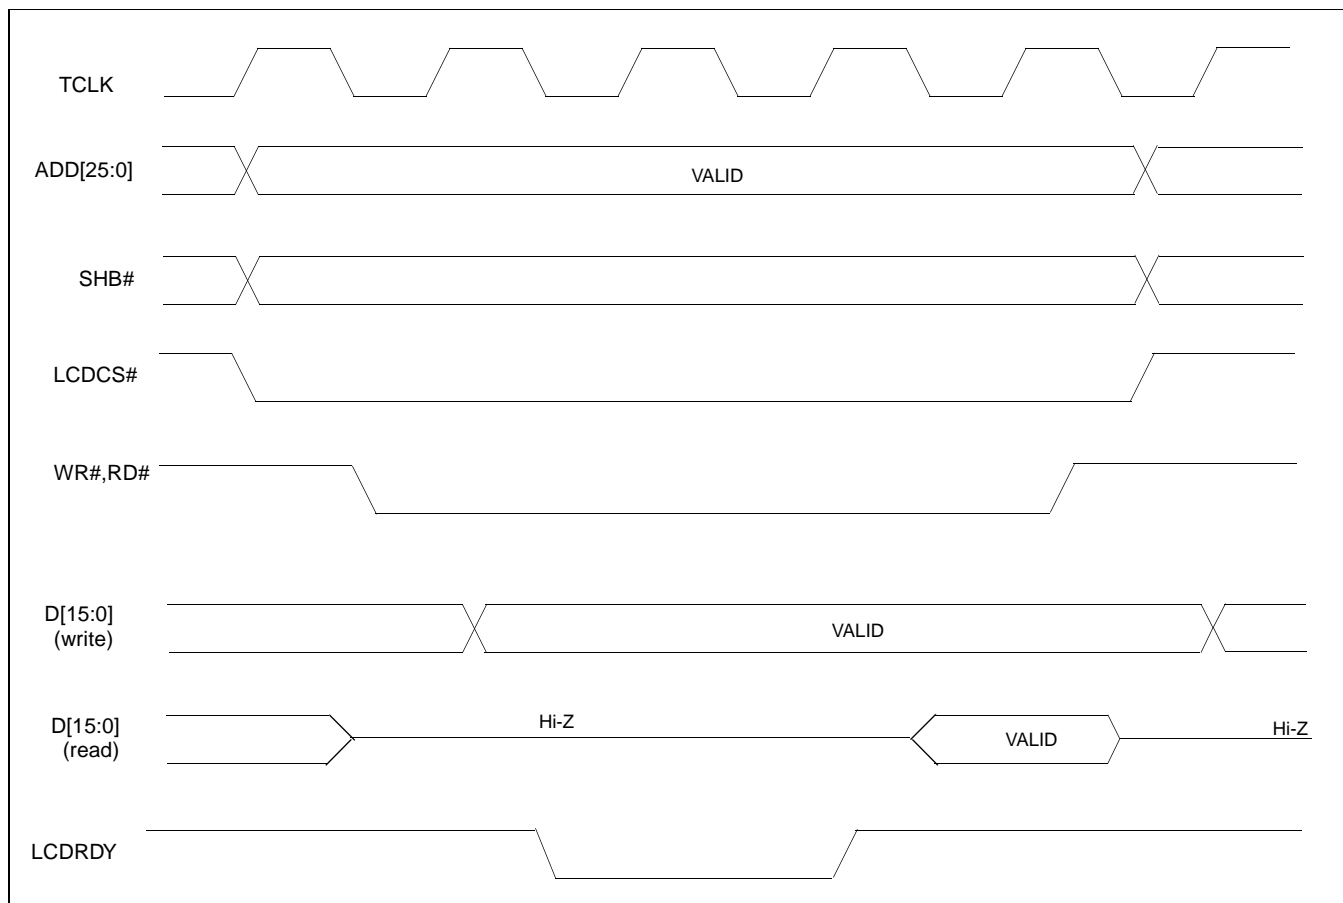 TCLK
ADD[25:0]
VALID
SHB#
LCDCS#
WR#,RD#
D[15:0]
(write)
VALID
D[15:0]
(read)
Hi-Z
VALID
Hi-Z
LCDRDY